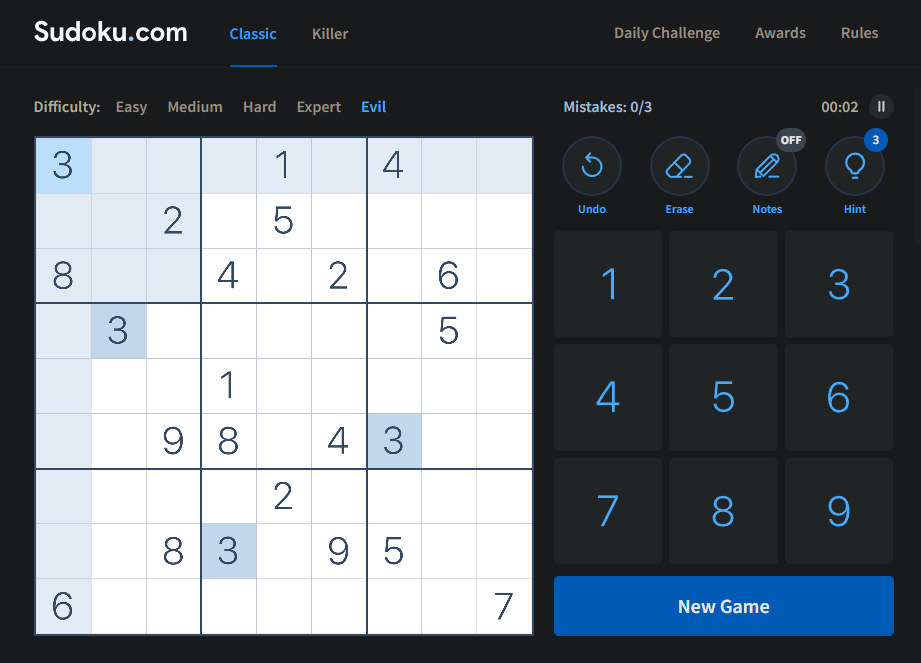 Sudoku.com Classic Killer Daily Challenge Awards Rules
Difficulty: Easy Medium Hard Expert Evil Mistakes: 0/3 00:02
3 1 4
2 5
8 4 2 6
3 5
1
9 8 4 3
2
8 3 9 5
6 7
OFF 3
Undo Erase Notes Hint
1 2 3
4 5 6
7 8 9
New Game